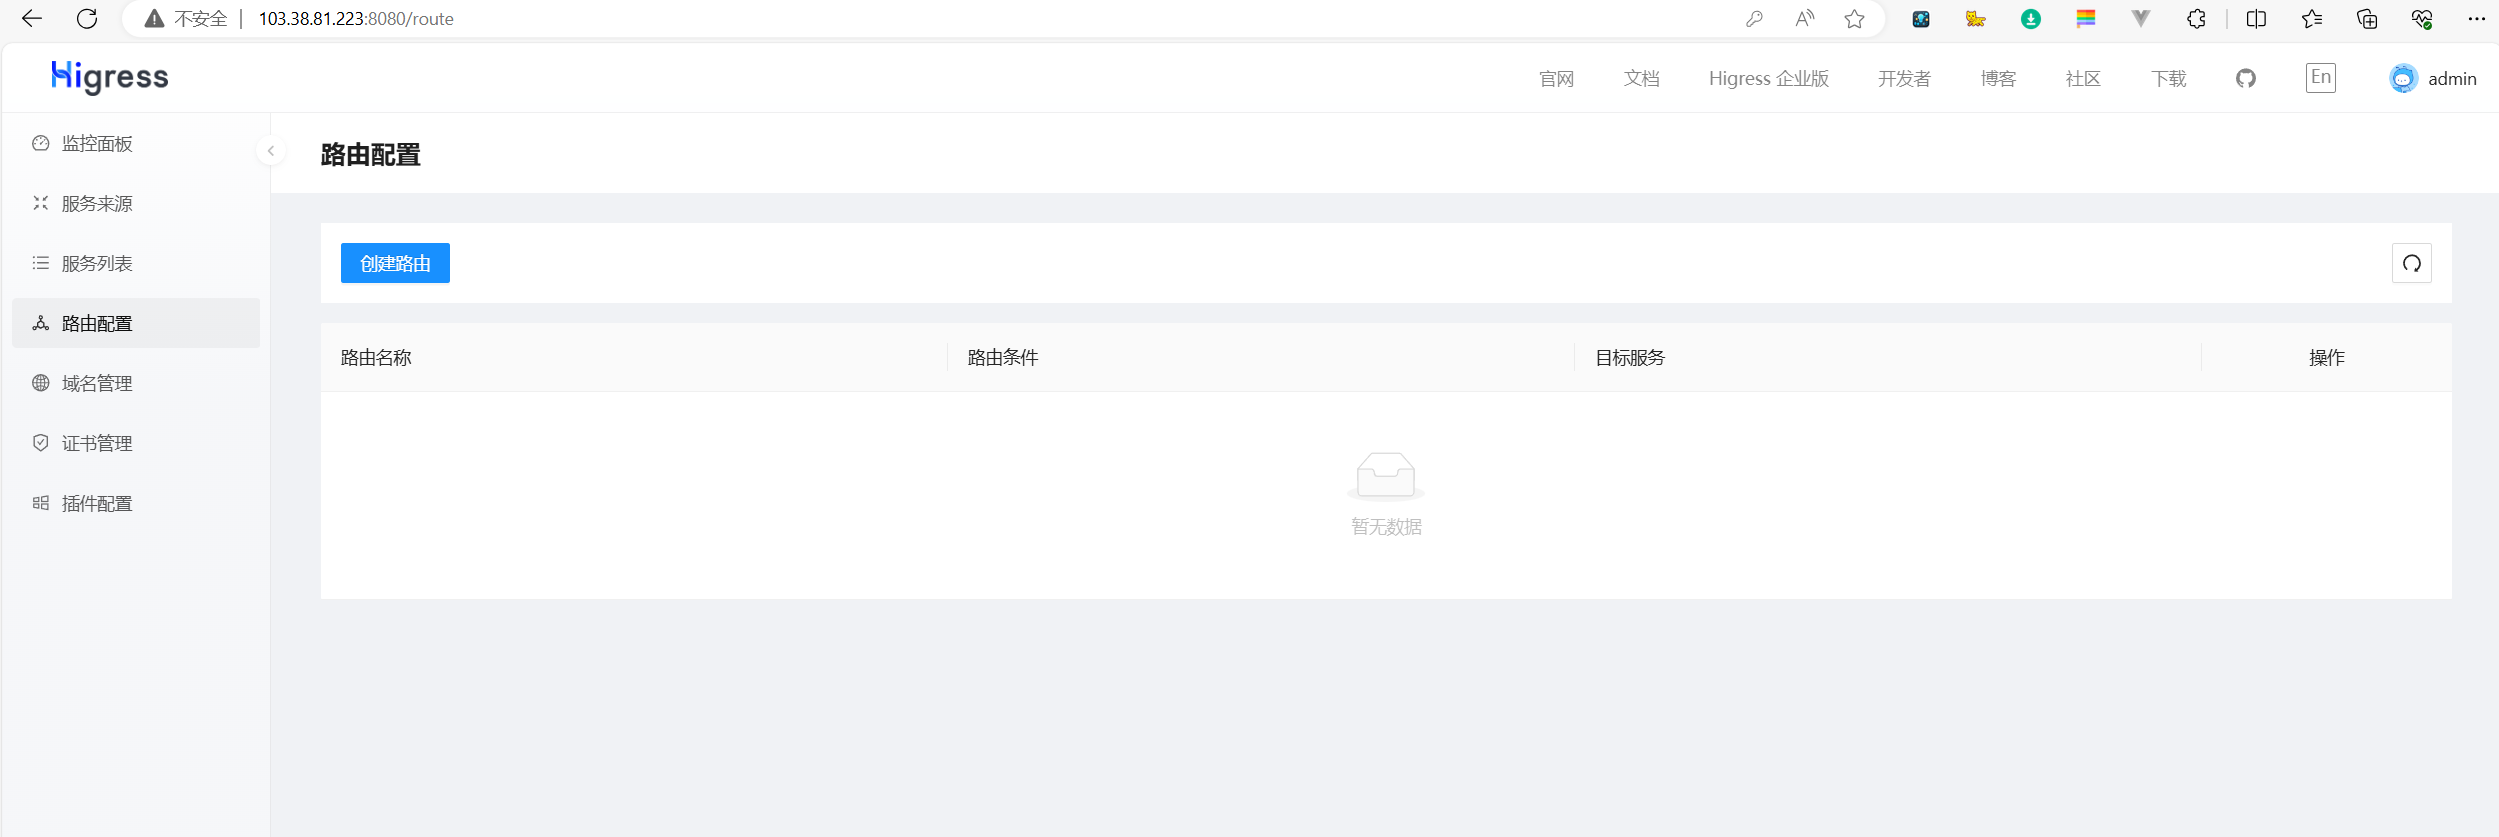 不安全 | 103.38.81.223:8080/route
Higress
官网 文档 Higress 企业版 开发者 博客 社区 下载 En admin
监控面板
服务来源
服务列表
路由配置
域名管理
证书管理
插件配置
路由配置
创建路由
路由名称 路由条件 目标服务 操作
暂无数据